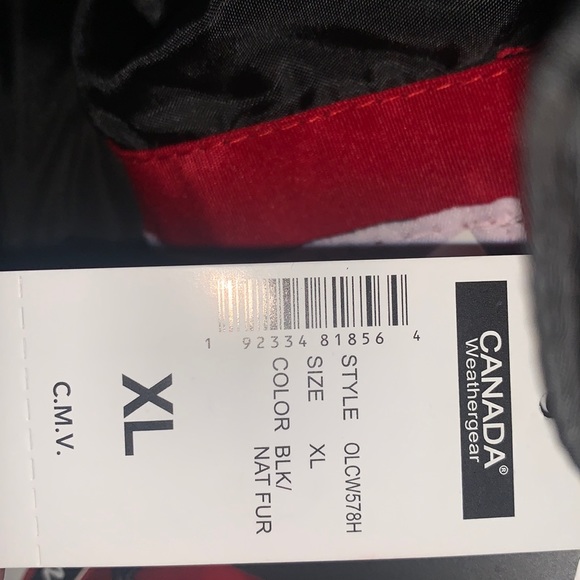 CANADA®
Weathergear
STYLE OLCW578H
SIZE XL
COLOR BLK/
NAT FUR
1 92334 81856 4
XL
C.M.V.